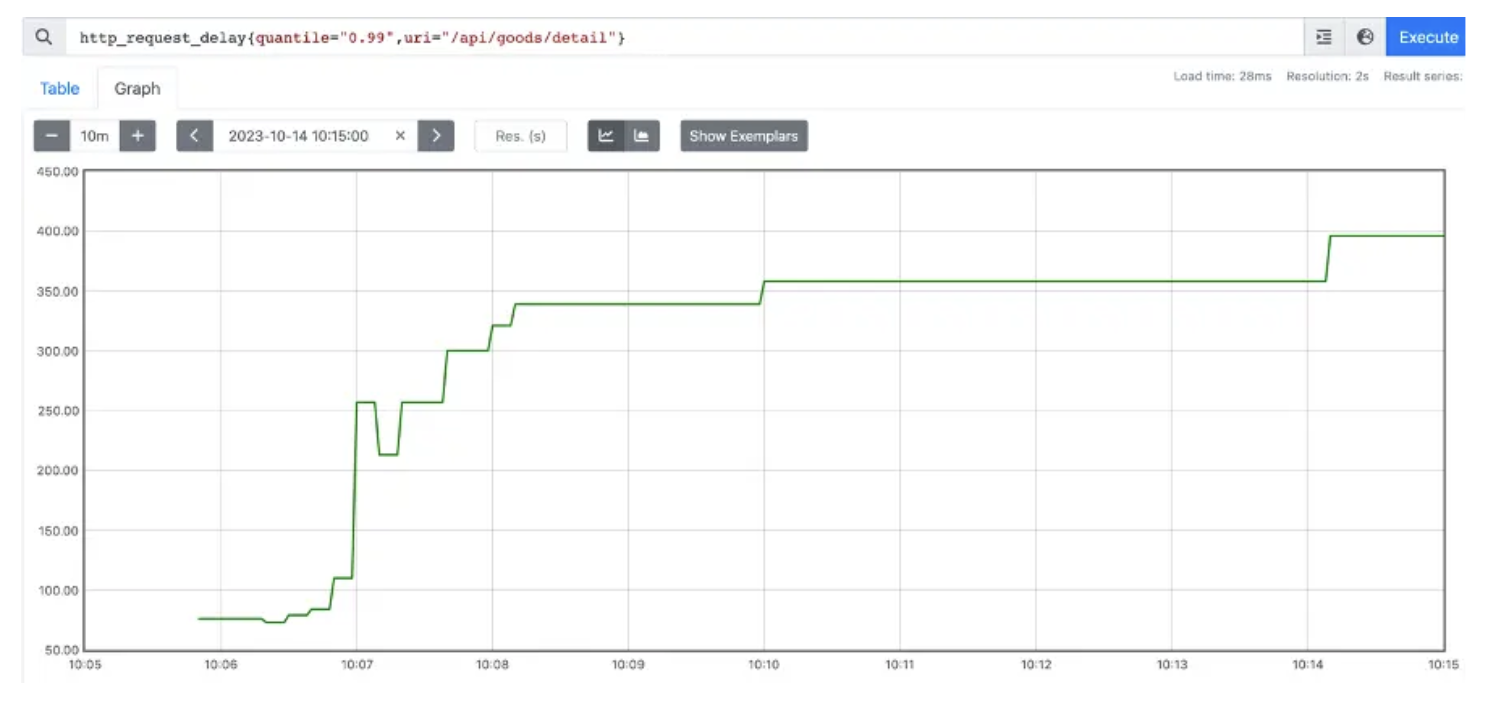 http_request_delay{quantile="0.99",uri="/api/goods/detail"}
Execute
Load time: 28ms Resolution: 2s Result series:
Table Graph
− 10m + < 2023-10-14 10:15:00 × > Res. (s) Show Exemplars
450.00
400.00
350.00
300.00
250.00
200.00
150.00
100.00
50.00
10:05 10:06 10:07 10:08 10:09 10:10 10:11 10:12 10:13 10:14 10:15